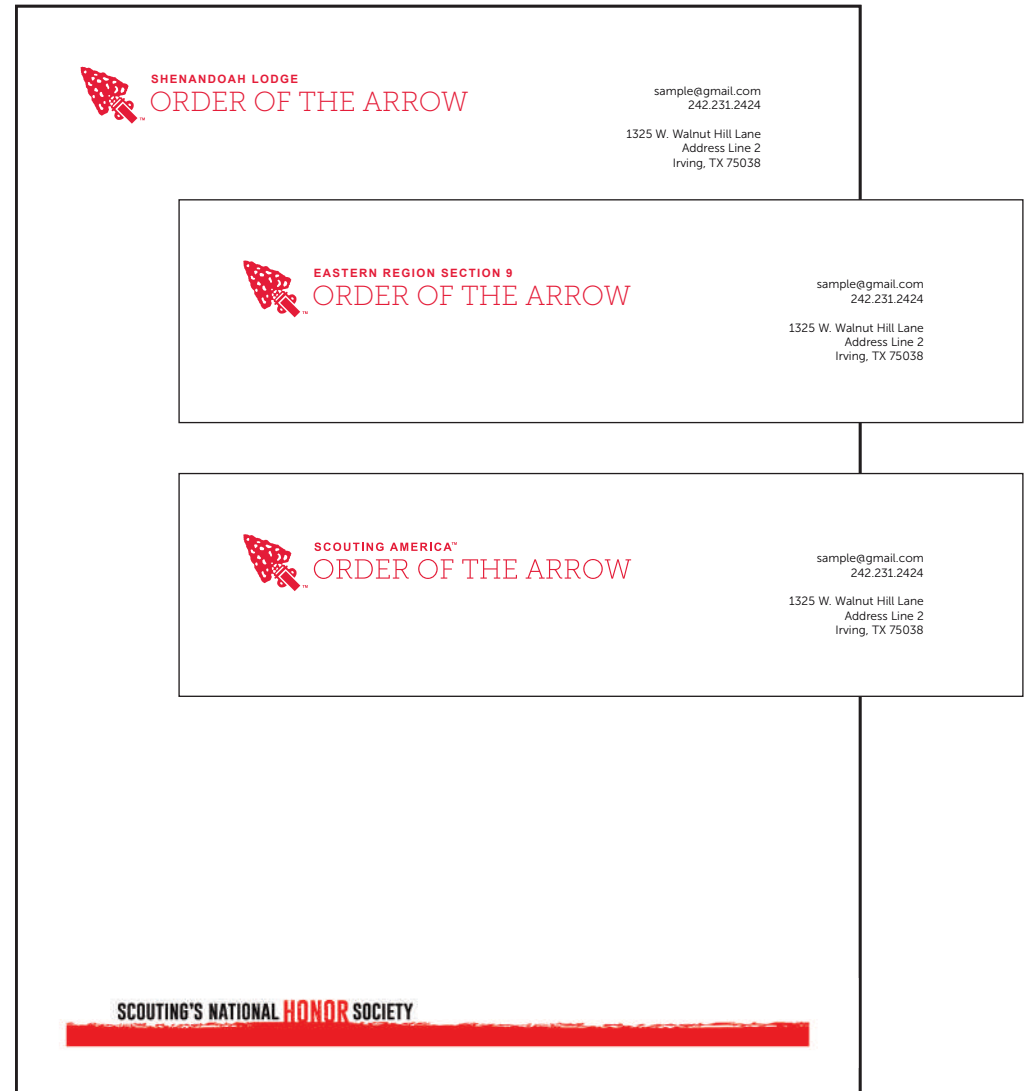 SHENANDOAH LODGE
ORDER OF THE ARROW™
sample@gmail.com
242.231.2424
1325 W. Walnut Hill Lane
Address Line 2
Irving, TX 75038
EASTERN REGION SECTION 9
ORDER OF THE ARROW™
sample@gmail.com
242.231.2424
1325 W. Walnut Hill Lane
Address Line 2
Irving, TX 75038
SCOUTING AMERICA™
ORDER OF THE ARROW™
sample@gmail.com
242.231.2424
1325 W. Walnut Hill Lane
Address Line 2
Irving, TX 75038
SCOUTING'S NATIONAL HONOR SOCIETY